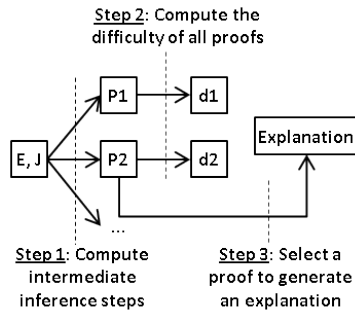 Step 2: Compute the
difficulty of all proofs
P1
d1
E, J
P2
d2
Explanation
...
Step 1: Compute
intermediate
inference steps
Step 3: Select a
proof to generate
an explanation